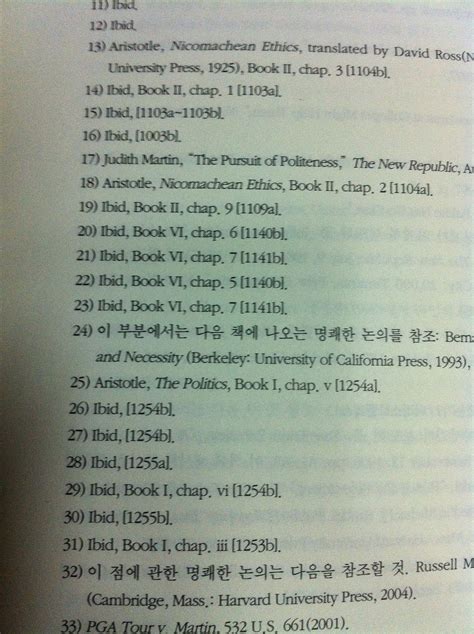 11) Ibid.
12) Ibid.
13) Aristotle, Nicomachean Ethics, translated by David Ross(N
University Press, 1925), Book II, chap. 3 [1104b].
14) Ibid, Book II, chap. 1 [1103a].
15) Ibid, [1103a-1103b].
16) Ibid, [1003b].
17) Judith Martin, "The Pursuit of Politeness," The New Republic, A
18) Aristotle, Nicomachean Ethics, Book II, chap. 2 [1104a].
19) Ibid, Book II, chap. 9 [1109a].
20) Ibid, Book VI, chap. 6 [1140b].
21) Ibid, Book VI, chap. 7 [1141b].
22) Ibid, Book VI, chap. 5 [1140b].
23) Ibid, Book VI, chap. 7 [1141b].
24) 이 부분에서는 다음 책에 나오는 명쾌한 논의를 참조: Berna
and Necessity (Berkeley: University of California Press, 1993),
25) Aristotle, The Politics, Book I, chap. v [1254a].
26) Ibid, [1254b].
27) Ibid, [1254b].
28) Ibid, [1255a].
29) Ibid, Book I, chap. vi [1254b].
30) Ibid, [1255b].
31) Ibid, Book I, chap. iii [1253b].
32) 이 점에 관한 명쾌한 논의는 다음을 참조할 것. Russell M
(Cambridge, Mass.: Harvard University Press, 2004).
33) PGA Tour v. Martin, 532 U.S. 661(2001).